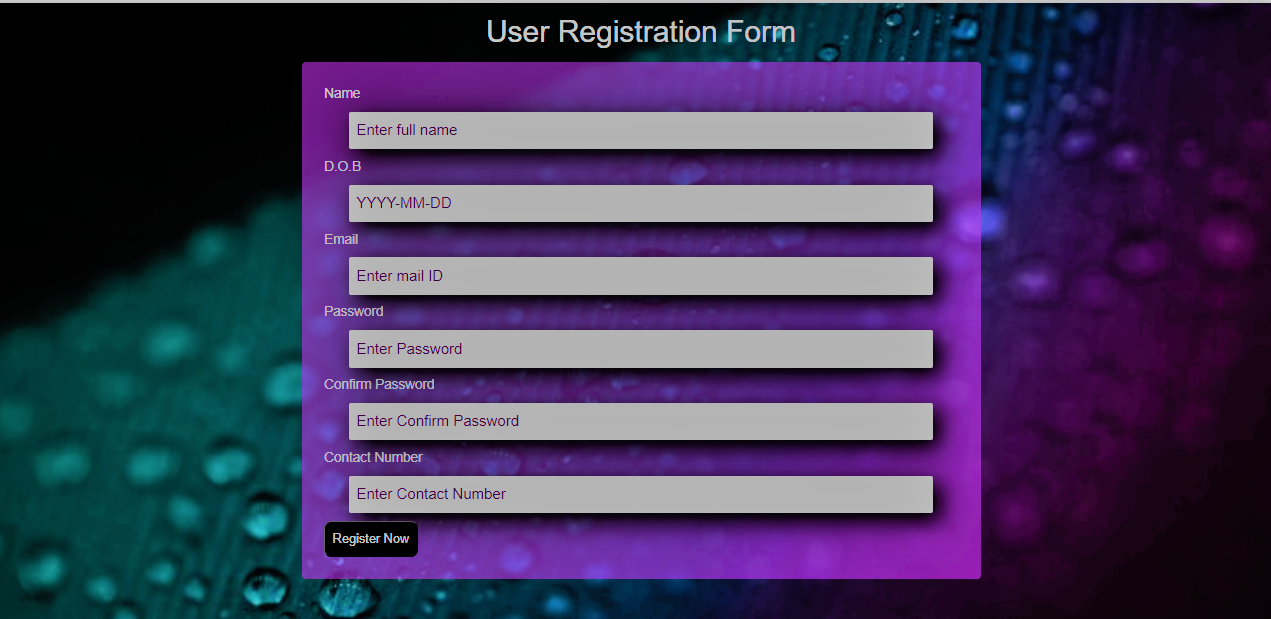 User Registration Form
Name
Enter full name
D.O.B
YYYY-MM-DD
Email
Enter mail ID
Password
Enter Password
Confirm Password
Enter Confirm Password
Contact Number
Enter Contact Number
Register Now